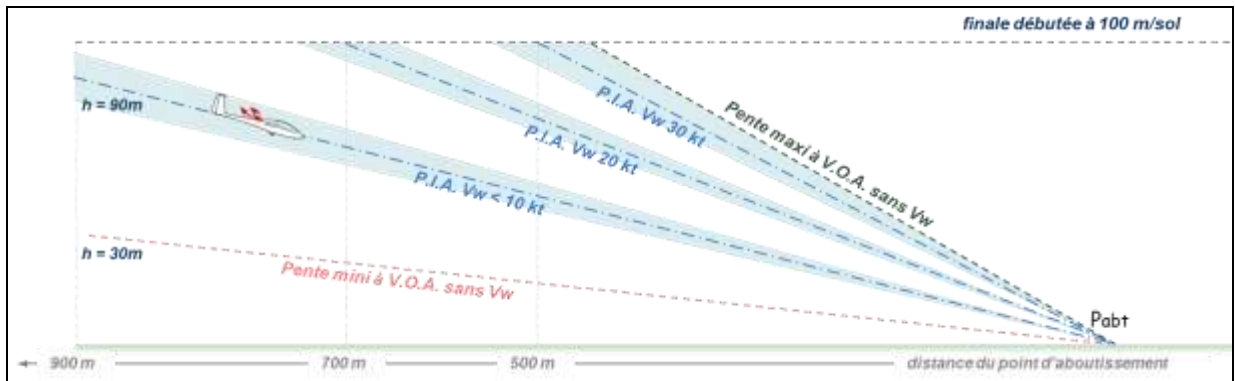 finale débutée à 100 m/sol
h = 90m
P.I.A. Vw 30 kt
Pente maxi à V.O.A. sans Vw
P.I.A. Vw 20 kt
P.I.A. Vw < 10 kt
h = 30m
Pente mini à V.O.A. sans Vw
Pabt
900 m
700 m
500 m
distance du point d'aboutissement